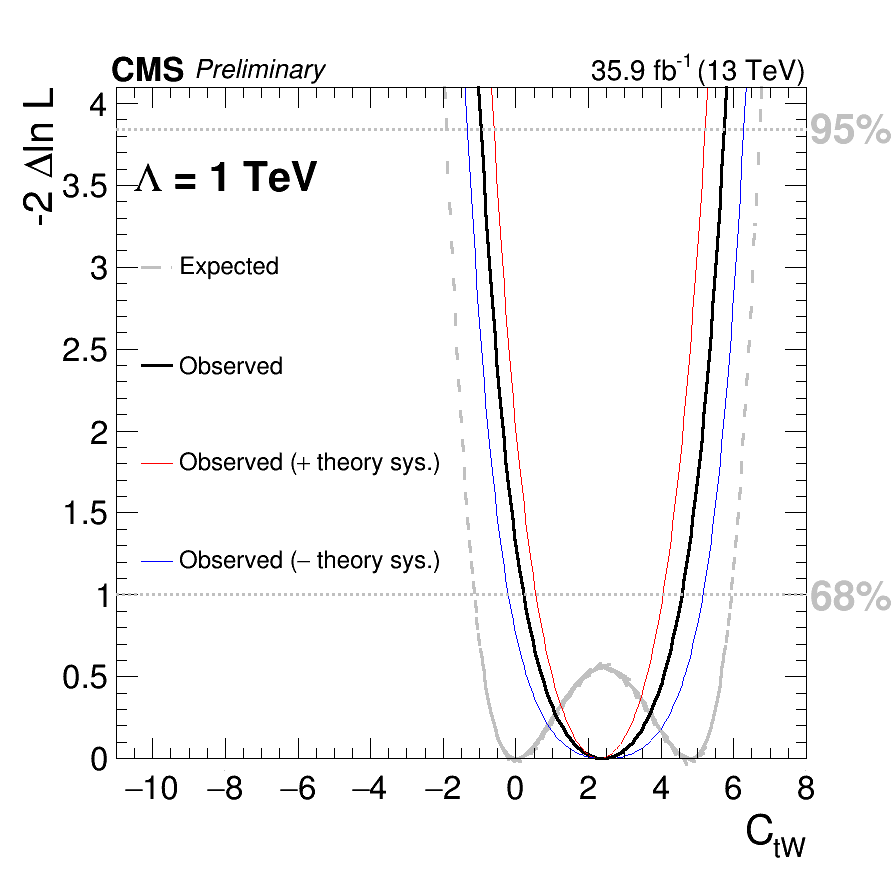 CMS Preliminary 35.9 fb⁻¹ (13 TeV)
-2 Δln L
4
95%
Λ = 1 TeV
3.5
3
Expected
2.5
Observed
2
Observed (+ theory sys.)
1.5
Observed (− theory sys.)
1
68%
0.5
0
−10 −8 −6 −4 −2 0 2 4 6 8
C_tW